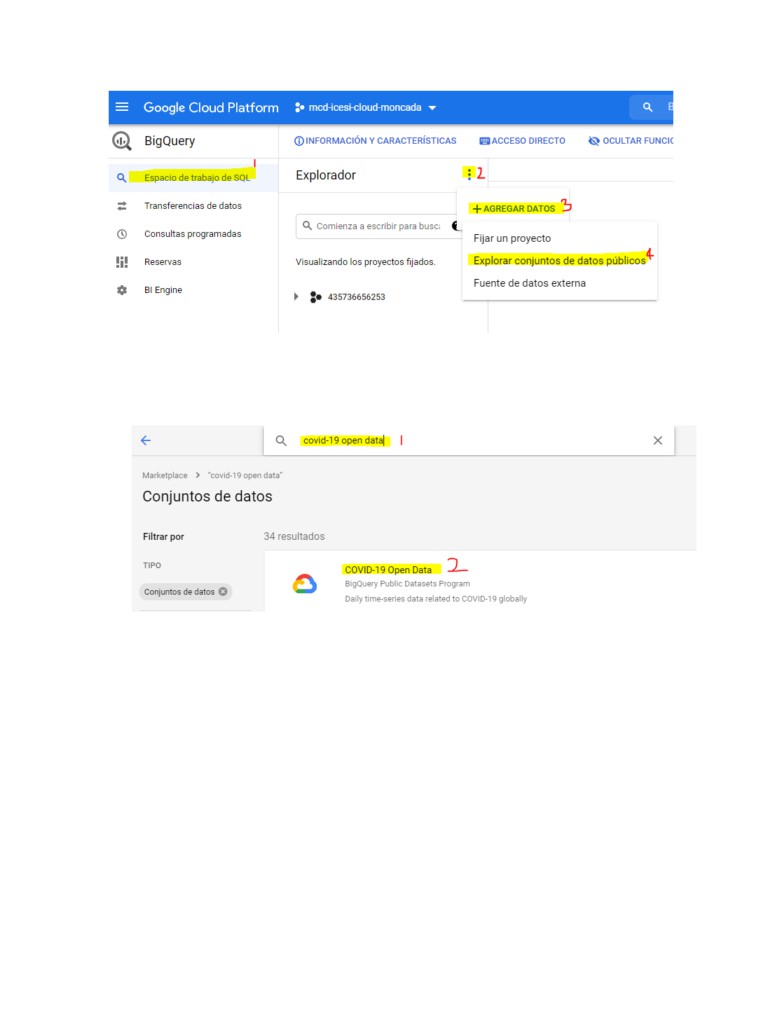 Google Cloud Platform mcd-icesi-cloud-moncada
BigQuery INFORMACIÓN Y CARACTERÍSTICAS ACCESO DIRECTO OCULTAR FUNCIO
Espacio de trabajo de SQL 1
Explorador 2
Transferencias de datos
+ AGREGAR DATOS 3
Consultas programadas
Comienza a escribir para busca
Fijar un proyecto
Reservas
Visualizando los proyectos fijados.
Explorar conjuntos de datos públicos 4
Fuente de datos externa
BI Engine
435736656253
covid-19 open data 1
Marketplace > "covid-19 open data"
Conjuntos de datos
Filtrar por
34 resultados
TIPO
COVID-19 Open Data 2
BigQuery Public Datasets Program
Conjuntos de datos
Daily time-series data related to COVID-19 globally